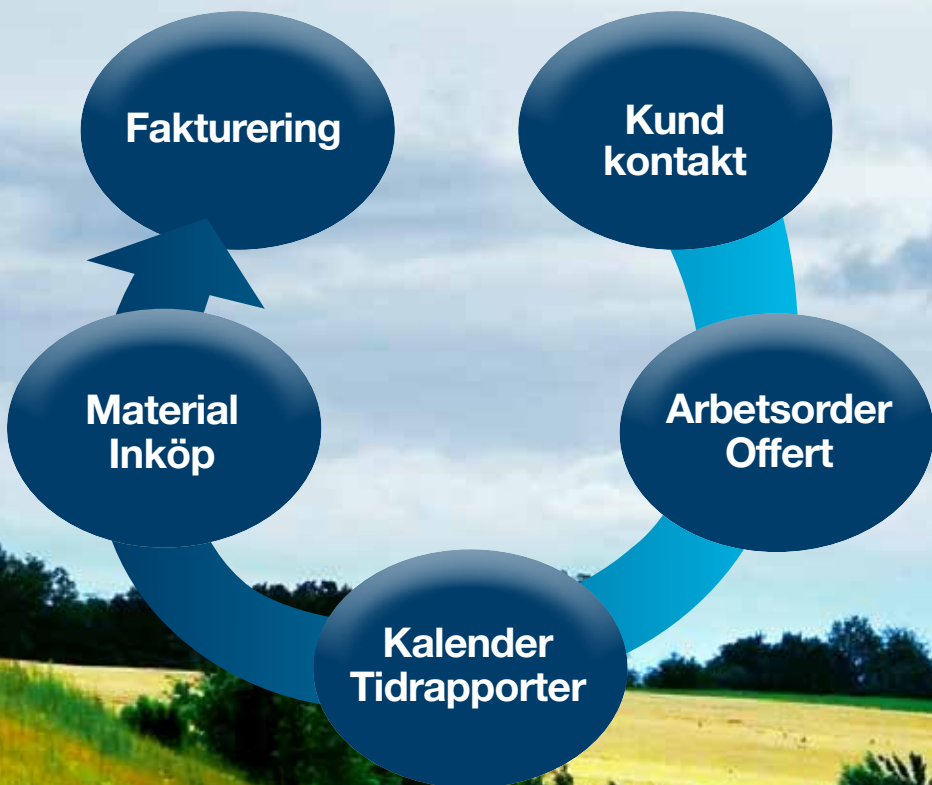 Fakturering
Kund
kontakt
Material
Inköp
Arbetsorder
Offert
Kalender
Tidrapporter